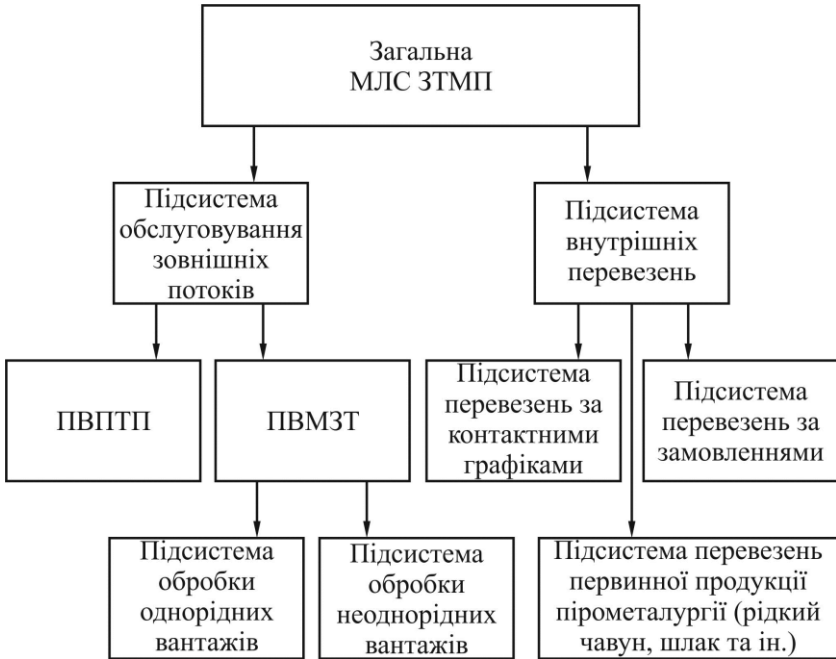 Загальна
МЛС ЗТМП
Підсистема
обслуговування
зовнішніх
потоків
Підсистема
внутрішніх
перевезень
ПВПТП
ПВМЗТ
Підсистема
перевезень за
контактними
графіками
Підсистема
перевезень за
замовленнями
Підсистема
обробки
однорідних
вантажів
Підсистема
обробки
неоднорідних
вантажів
Підсистема перевезень
первинної продукції
пірометалургії (рідкий
чавун, шлак та ін.)